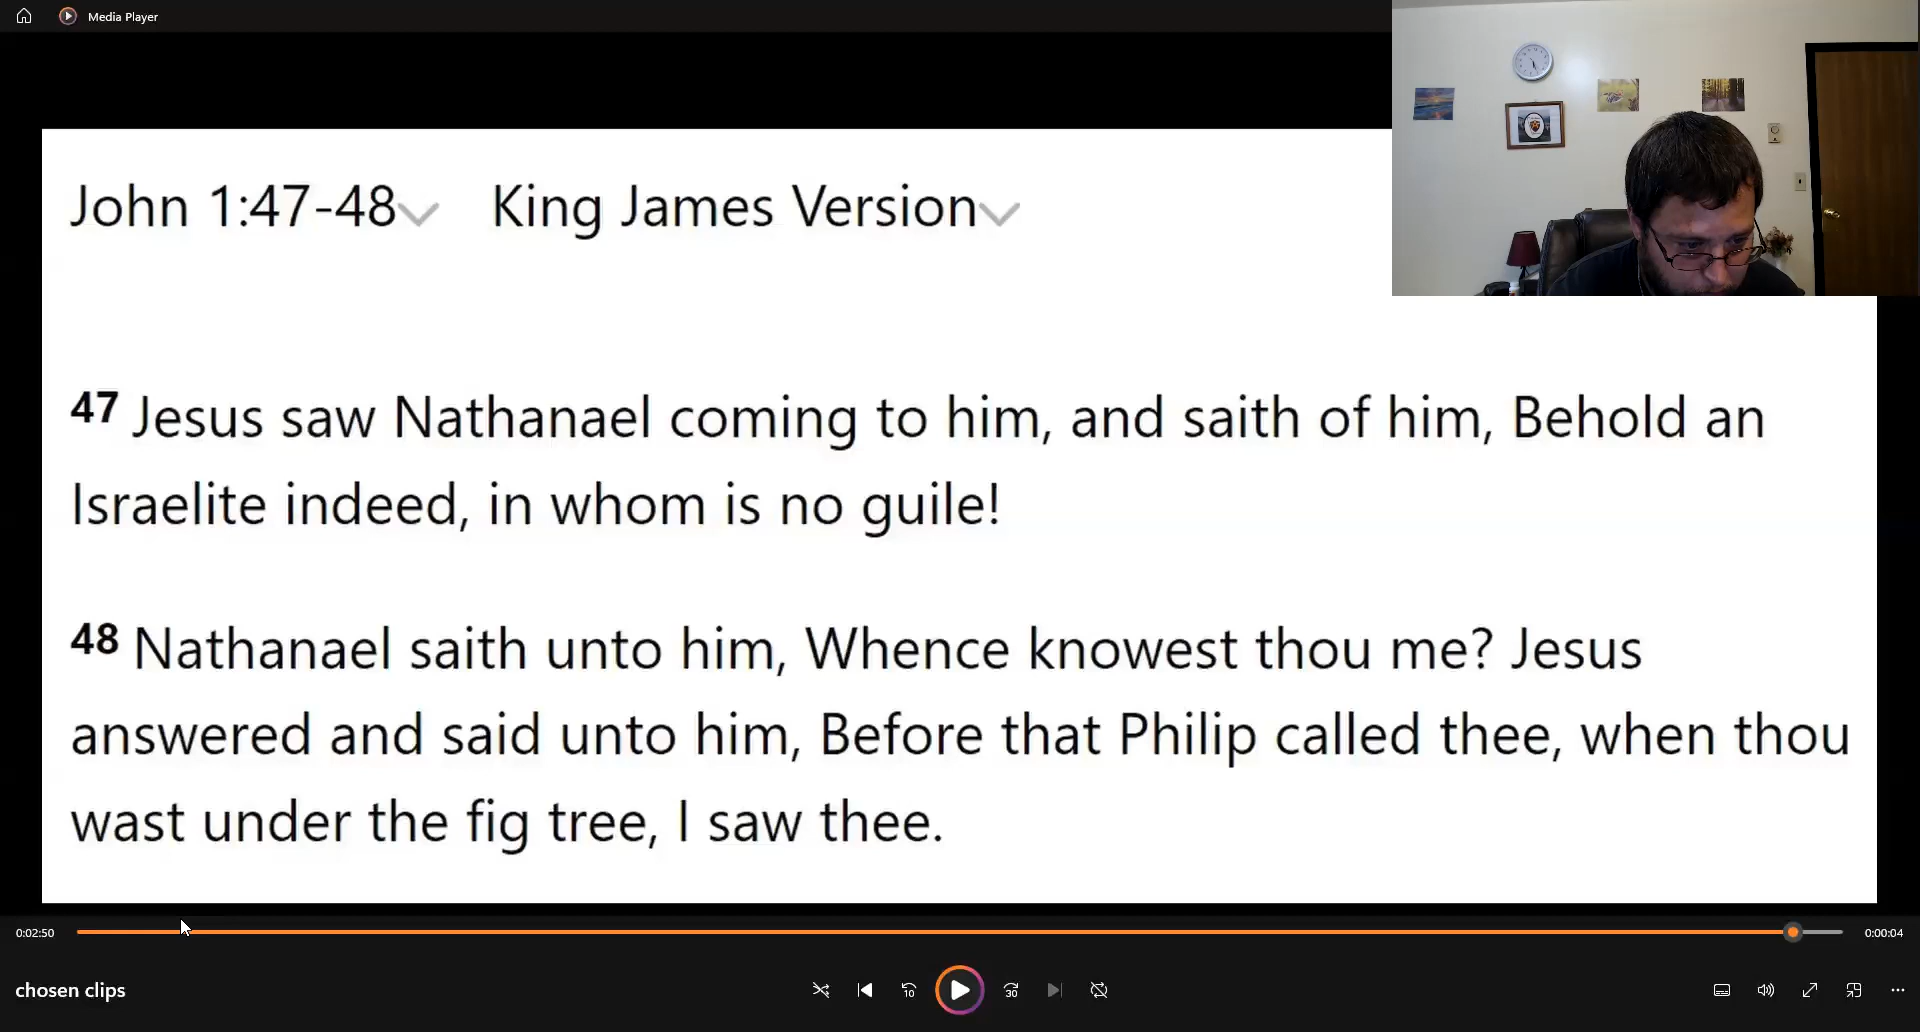 Media Player
John 1:47-48 King James Version
47 Jesus saw Nathanael coming to him, and saith of him, Behold an
Israelite indeed, in whom is no guile!
48 Nathanael saith unto him, Whence knowest thou me? Jesus
answered and said unto him, Before that Philip called thee, when thou
wast under the fig tree, I saw thee.
0:02:50 0:00:04
chosen clips
10 30